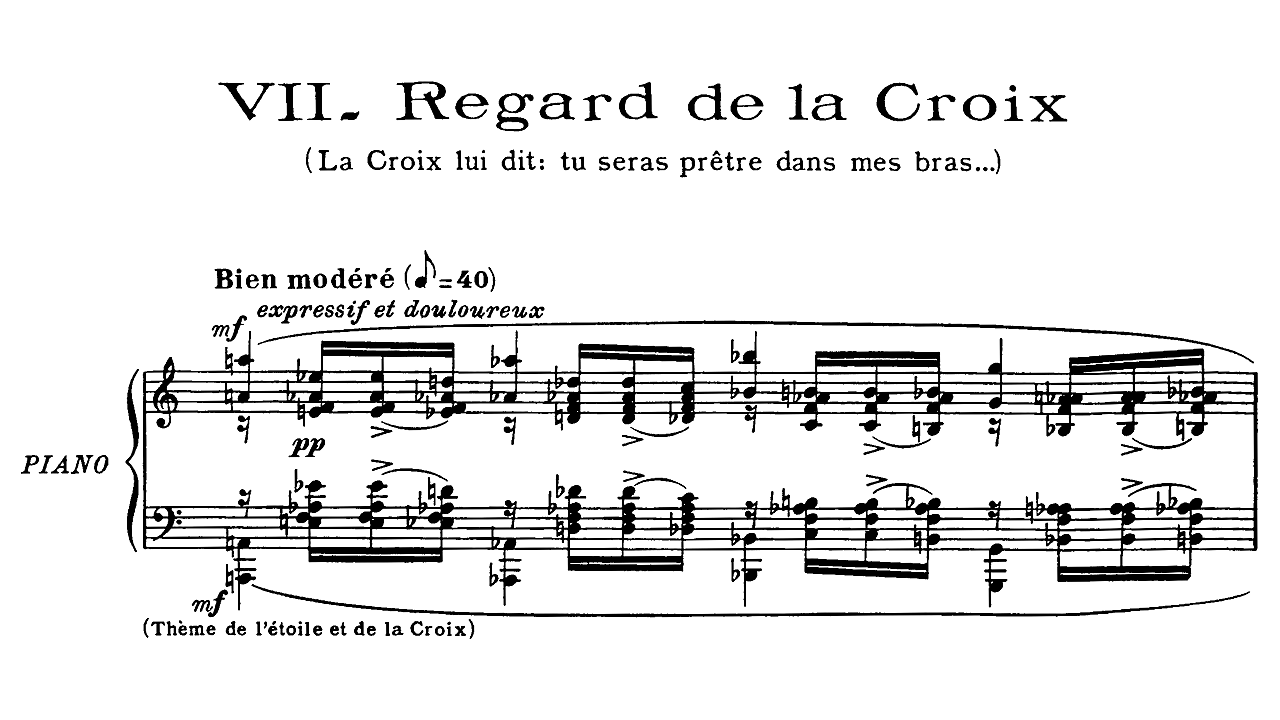 VII. Regard de la Croix
(La Croix lui dit: tu seras prêtre dans mes bras...)
Bien modéré (♪=40)
expressif et douloureux
mf
pp
PIANO
mf
(Thème de l'étoile et de la Croix)